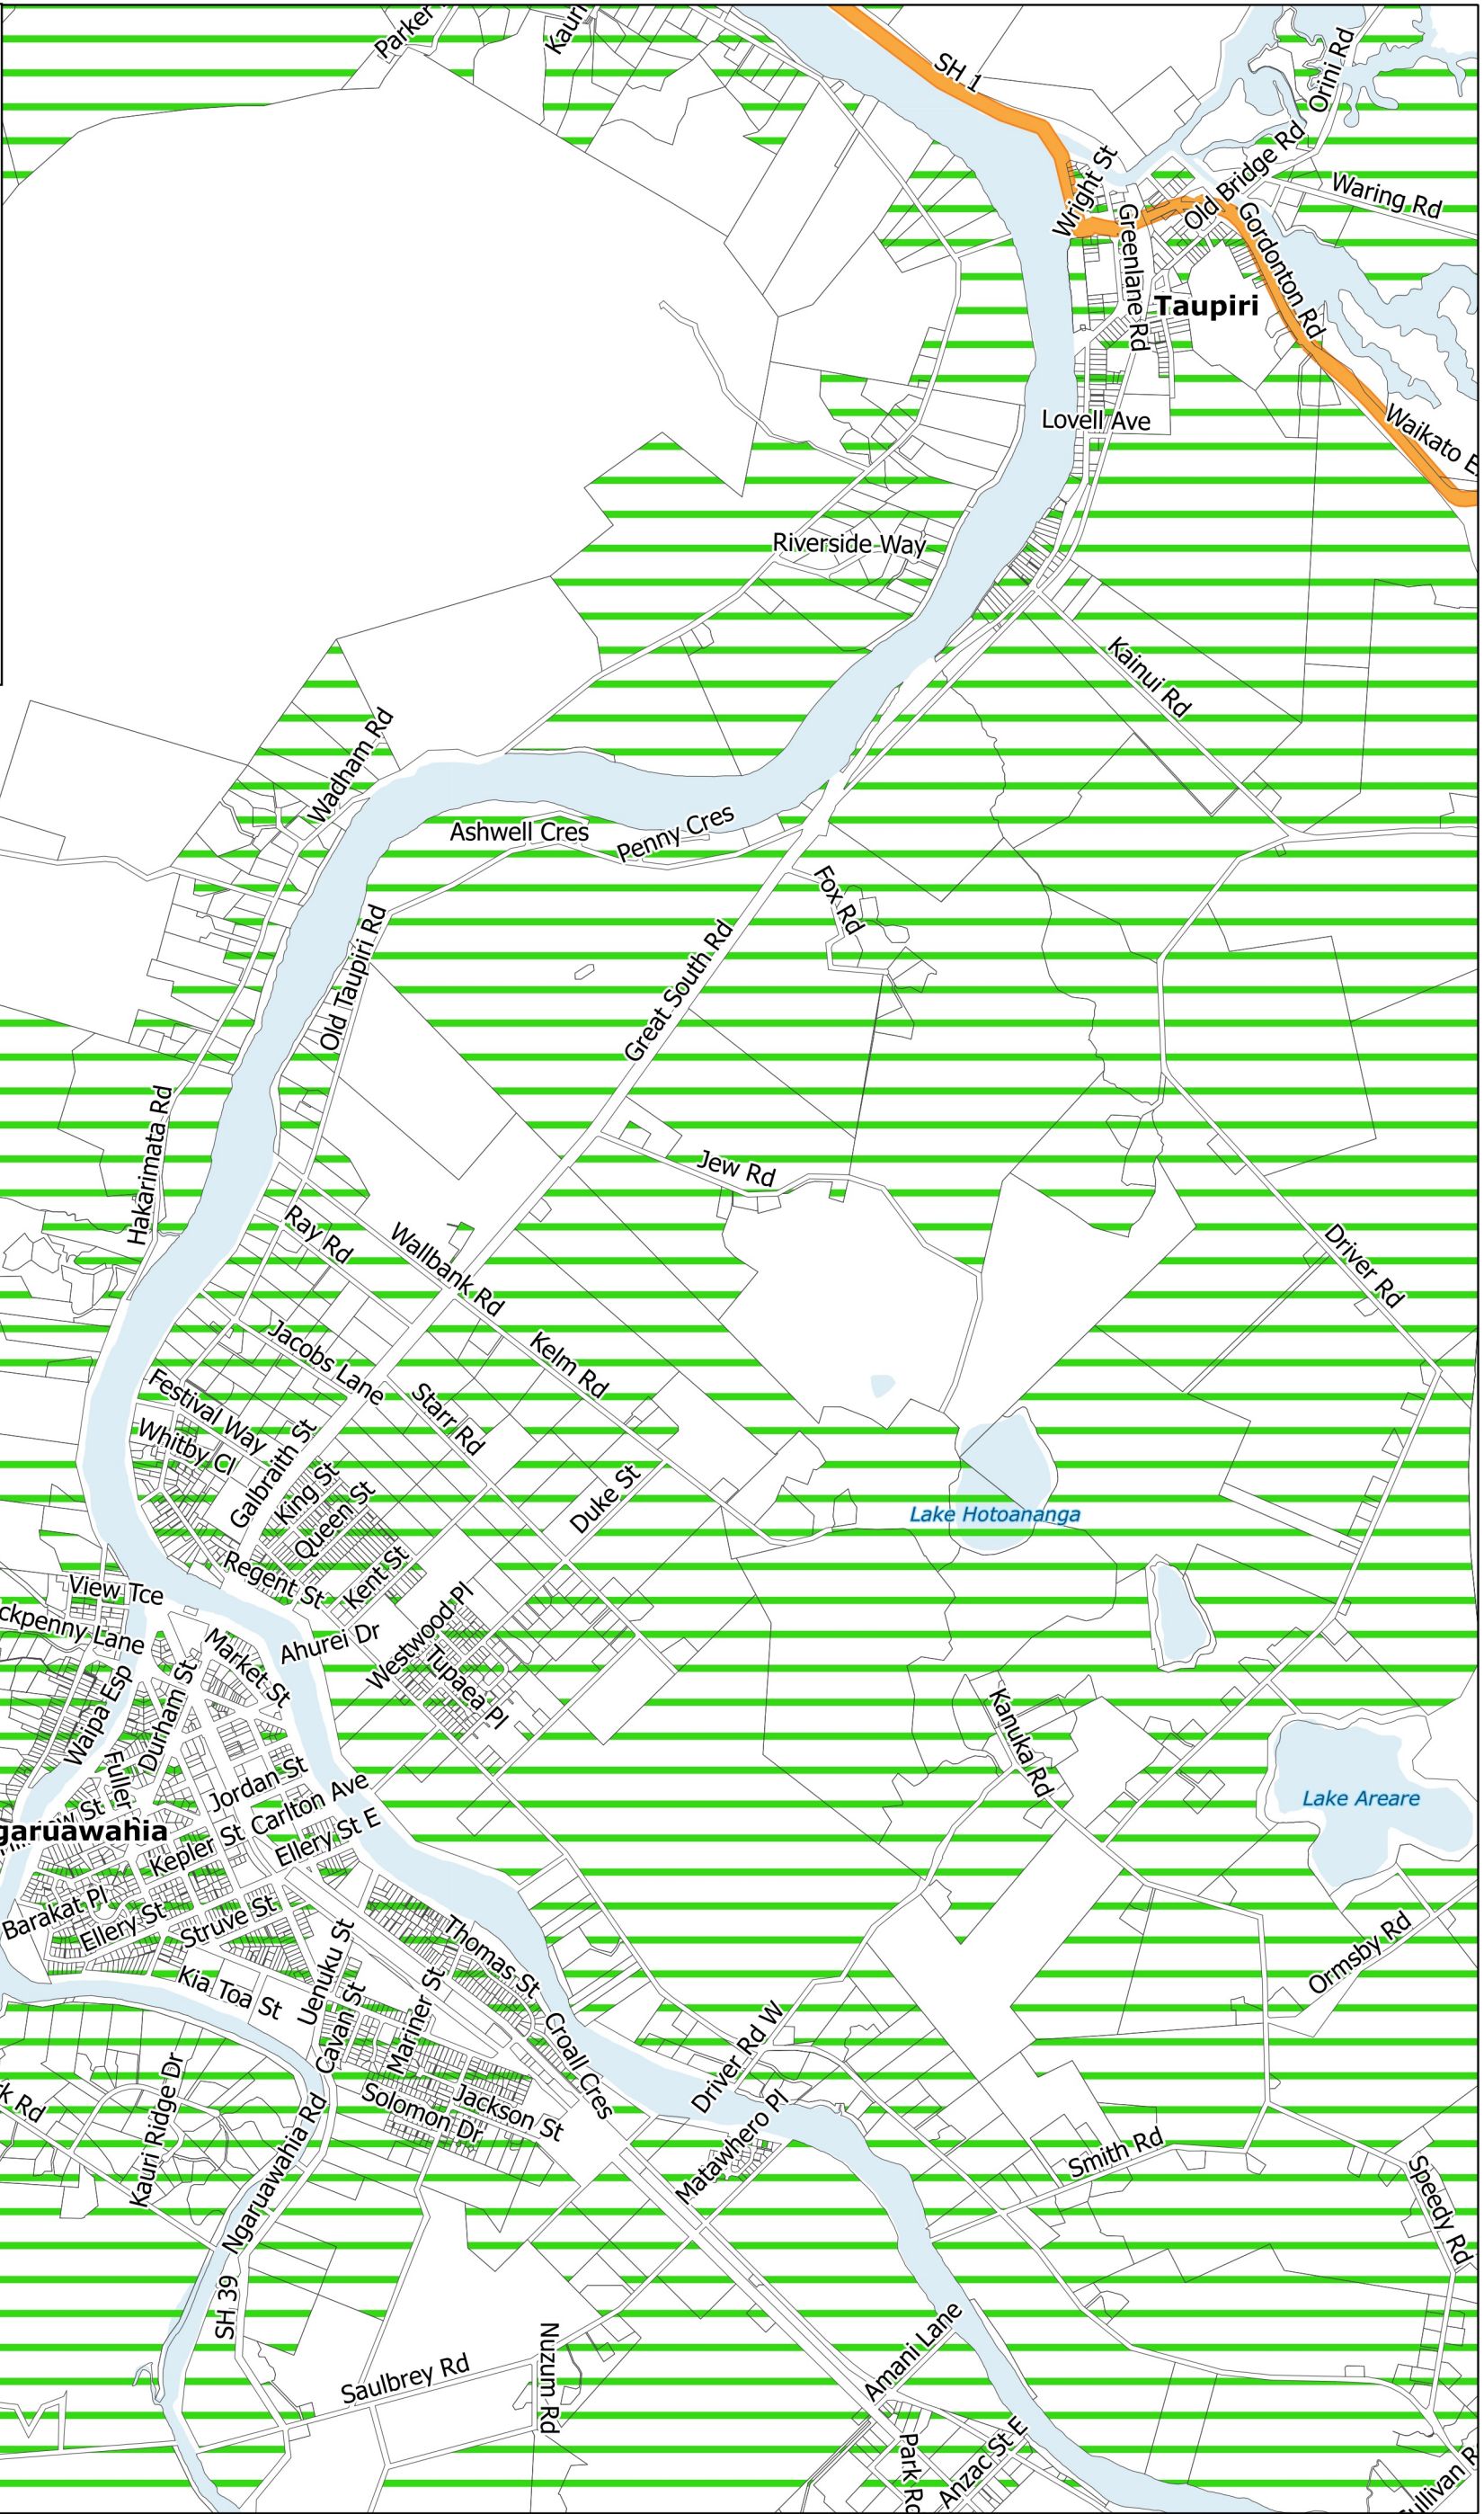 Parker
Kauri
SH 1
Orini Rd
Wright St
Old Bridge Rd
Waring Rd
Greenlane Rd
Gordonton Rd
Taupiri
Lovell Ave
Waikato E
Riverside Way
Kainui Rd
Wadham Rd
Ashwell Cres
Penny Cres
Fox Rd
Old Taupiri Rd
Great South Rd
Hakarimata Rd
Jew Rd
Ray Rd
Wallbank Rd
Driver Rd
Jacobs Lane
Kelm Rd
Festival Way
Starr Rd
Whitby Cl
Galbraith St
King St
Queen St
Duke St
Lake Hotoananga
Regent St
Kent St
View Tce
ckpenny Lane
Market St
Ahurei Dr
Westwood Pl
Tupaea Pl
Waipa Esp
Durham St
Kanuka Rd
Fuller
Jordan St
Carlton Ave
Lake Areare
garuawahia
Kepler St
Ellery St E
Barakat Pl
Ellery St
Struve St
Thomas St
Ormsby Rd
Kia Toa St
Uenuku St
Cavan St
Mariner St
Croall Cres
Driver Rd W
k Rd
Kauri Ridge Dr
Solomon Dr
Jackson St
Matawhero Pl
Smith Rd
Ngaruawahia Rd
Speedy Rd
SH 39
Saulbrey Rd
Nuzum Rd
Amani Lane
Park Rd
Anzac St E
ullivan R